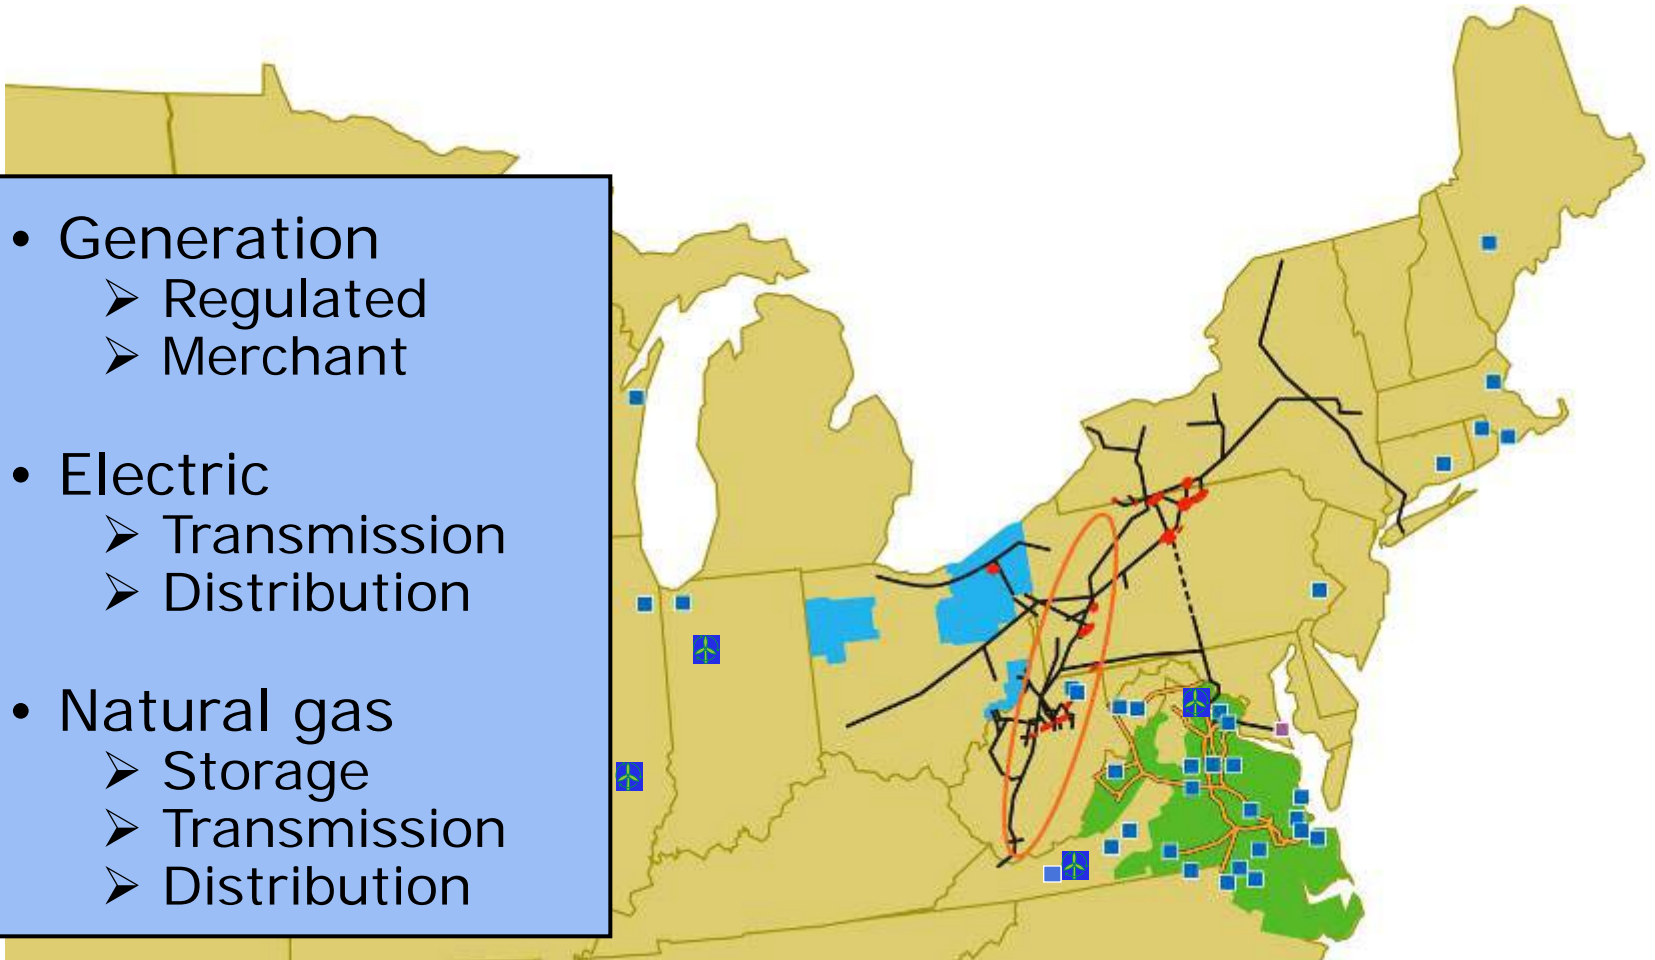 • Generation
➢ Regulated
➢ Merchant
• Electric
➢ Transmission
➢ Distribution
• Natural gas
➢ Storage
➢ Transmission
➢ Distribution